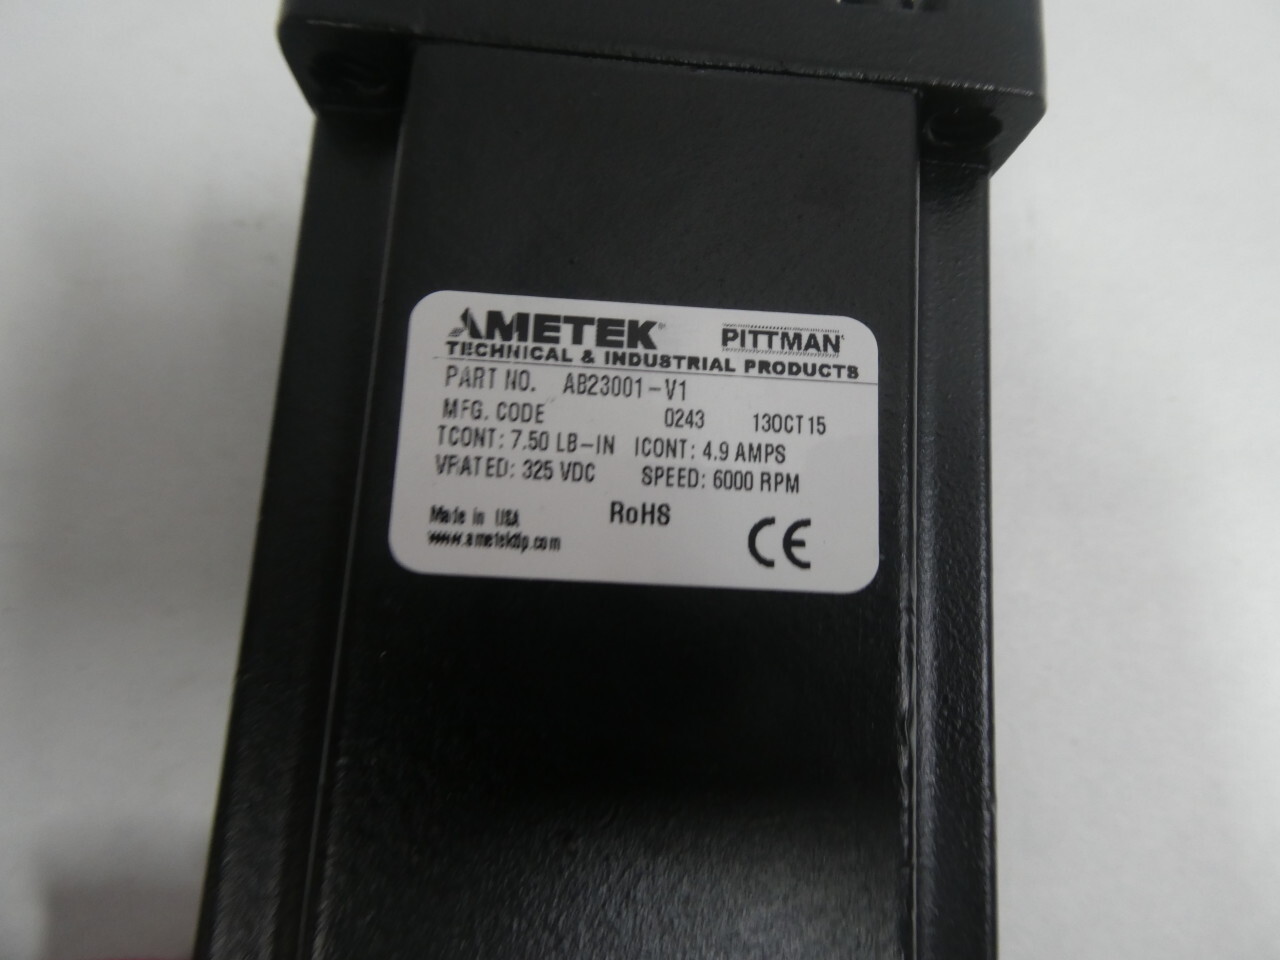 AMETEK® PITTMAN®
TECHNICAL & INDUSTRIAL PRODUCTS
PART NO. AB23001-V1
MFG. CODE 0243 13OCT15
TCONT: 7.50 LB-IN ICONT: 4.9 AMPS
VRATED: 325 VDC SPEED: 6000 RPM
Made in USA RoHS CE
www.ametektip.com